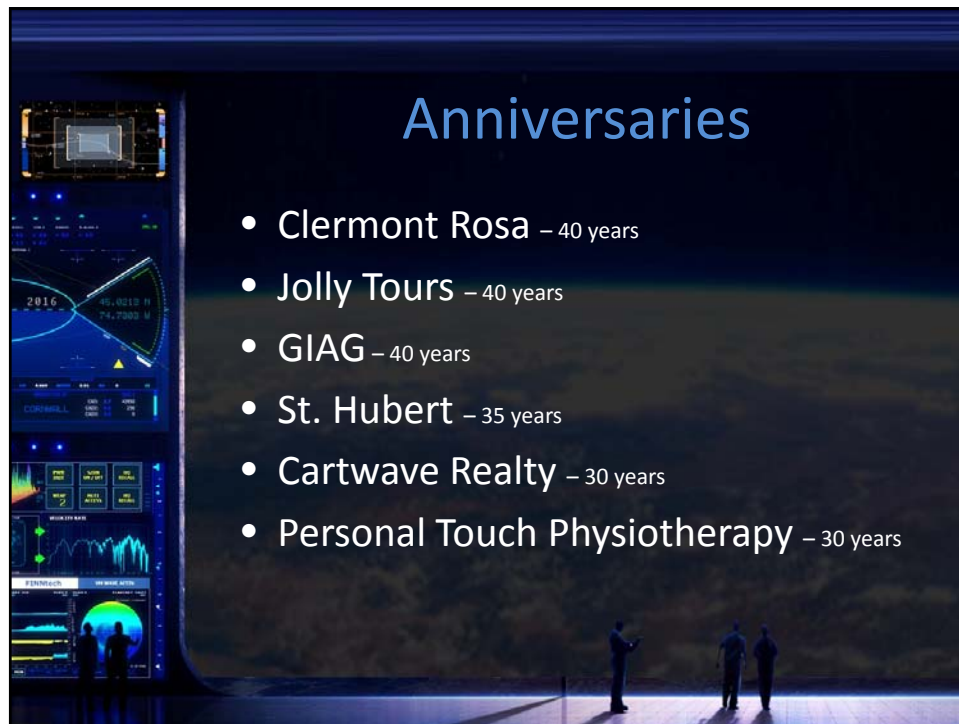 Anniversaries
• Clermont Rosa – 40 years
• Jolly Tours – 40 years
• GIAG – 40 years
• St. Hubert – 35 years
• Cartwave Realty – 30 years
• Personal Touch Physiotherapy – 30 years
2016
CORNWALL
FINNtech